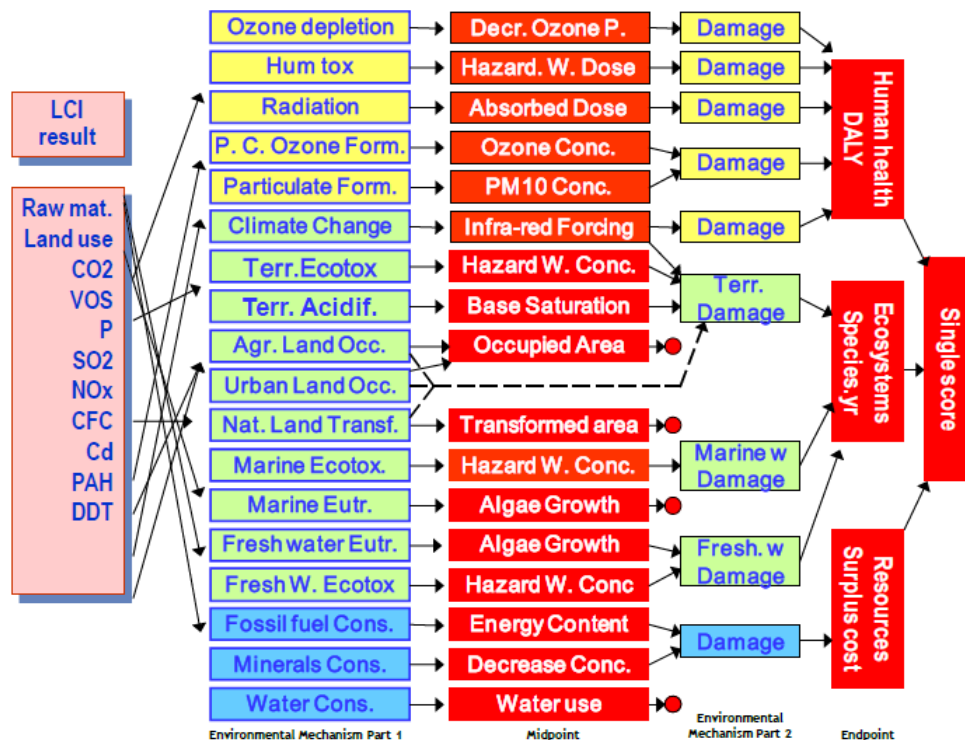 LCI
result
Raw mat.
Land use
CO2
VOS
P
SO2
NOx
CFC
Cd
PAH
DDT
Ozone depletion
Hum tox
Radiation
P. C. Ozone Form.
Particulate Form.
Climate Change
Terr.Ecotox
Terr. Acidif.
Agr. Land Occ.
Urban Land Occ.
Nat. Land Transf.
Marine Ecotox.
Marine Eutr.
Freshwater Eutr.
Fresh W. Ecotox
Fossil fuel Cons.
Minerals Cons.
Water Cons.
Environmental Mechanism Part 1
Decr. Ozone P.
Hazard. W. Dose
Absorbed Dose
Ozone Conc.
PM10 Conc.
Infra-red Forcing
Hazard W. Conc.
Base Saturation
Occupied Area
Transformed area
Hazard W. Conc.
Algae Growth
Algae Growth
Hazard W. Conc
Energy Content
Decrease Conc.
Water use
Midpoint
Damage
Damage
Damage
Damage
Damage
Terr.
Damage
Marine w
Damage
Fresh. w
Damage
Damage
Environmental
Mechanism Part 2
Human health
DALY
Ecosystems
Species.yr
Resources
Surplus cost
Endpoint
Single score